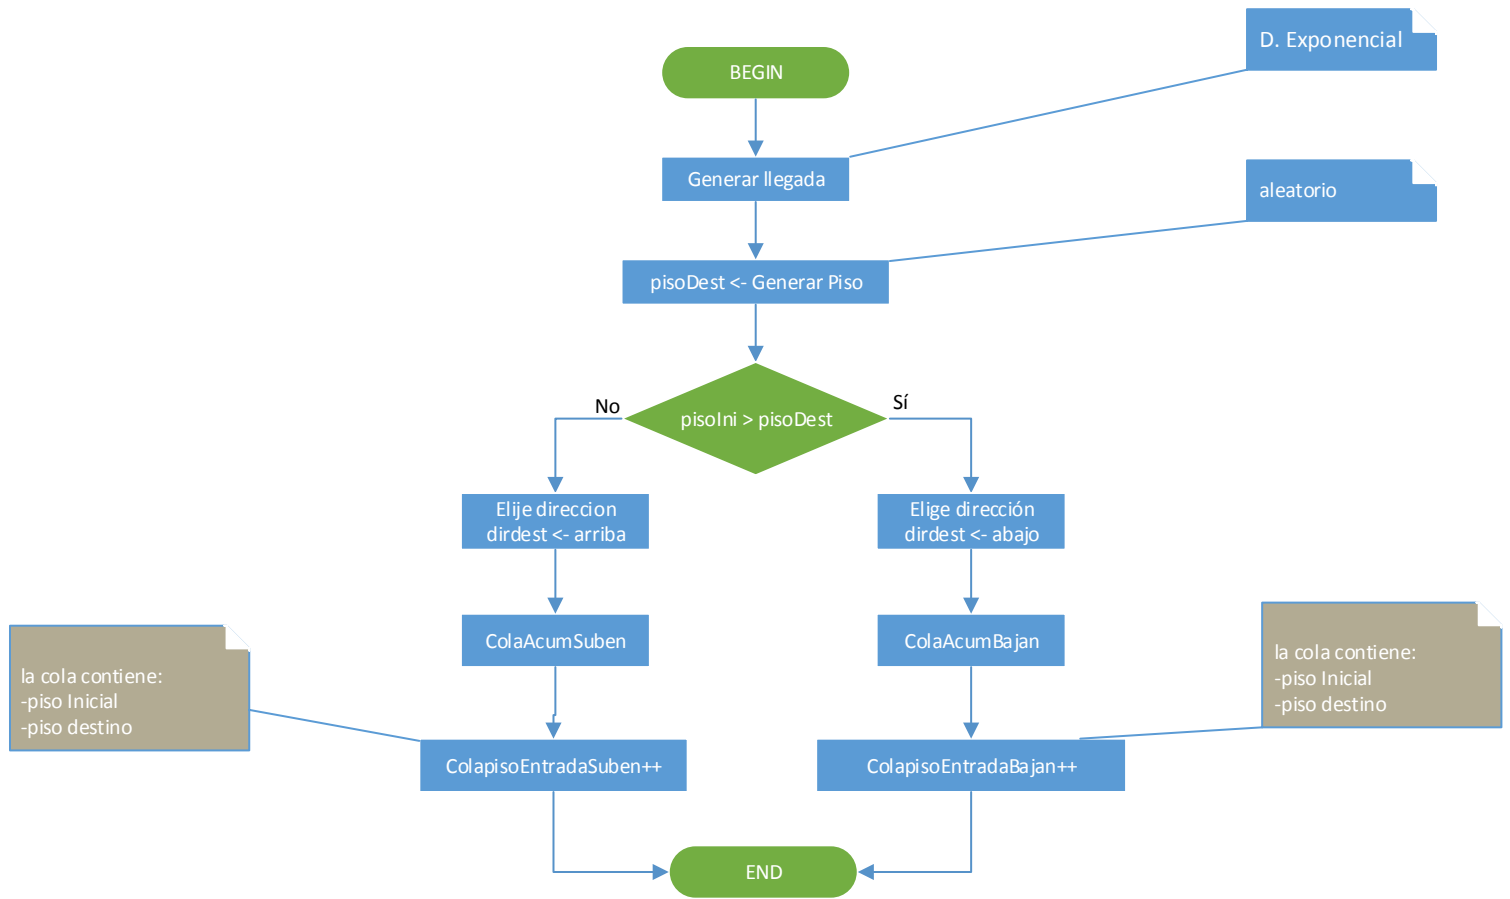 D. Exponencial
BEGIN
Generar llegada
aleatorio
pisoDest <- Generar Piso
No
Sí
pisoIni > pisoDest
Elije direccion
dirdest <- arriba
Elige dirección
dirdest <- abajo
ColaAcumSuben
ColaAcumBajan
la cola contiene:
-piso Inicial
-piso destino
la cola contiene:
-piso Inicial
-piso destino
ColapisoEntradaSuben++
ColapisoEntradaBajan++
END